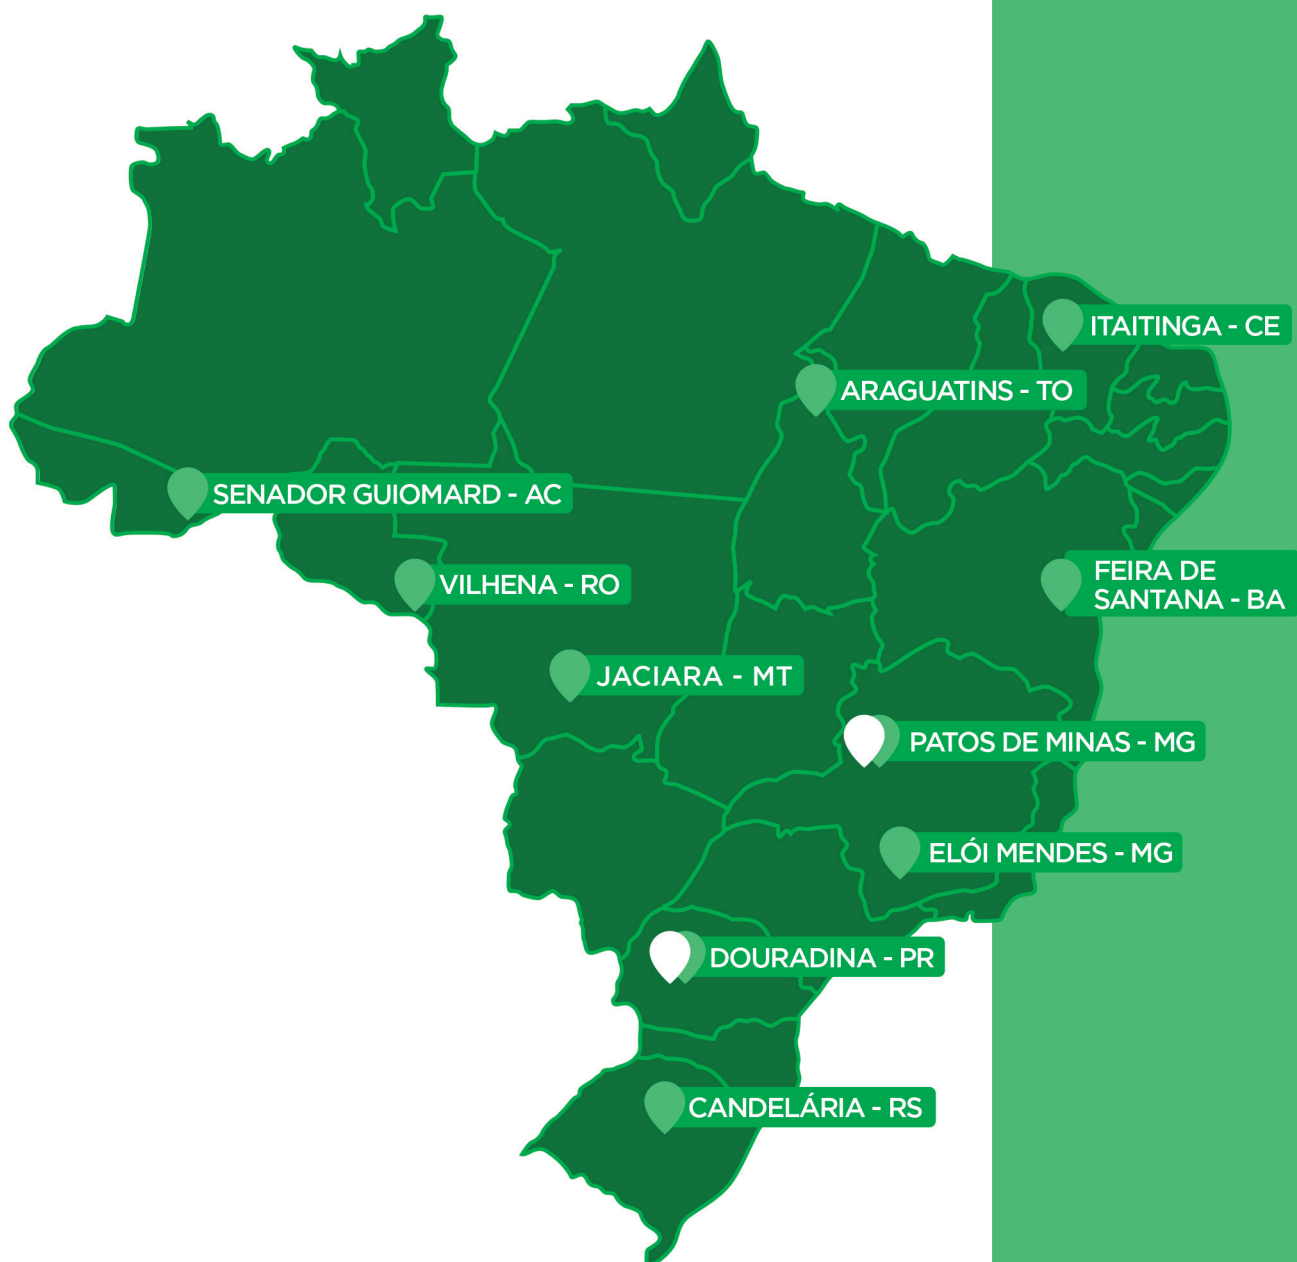 ITAITINGA - CE
ARAGUATINS - TO
SENADOR GUIOMARD - AC
VILHENA - RO
FEIRA DE
SANTANA - BA
JACIARA - MT
PATOS DE MINAS - MG
ELÓI MENDES - MG
DOURADINA - PR
CANDELÁRIA - RS